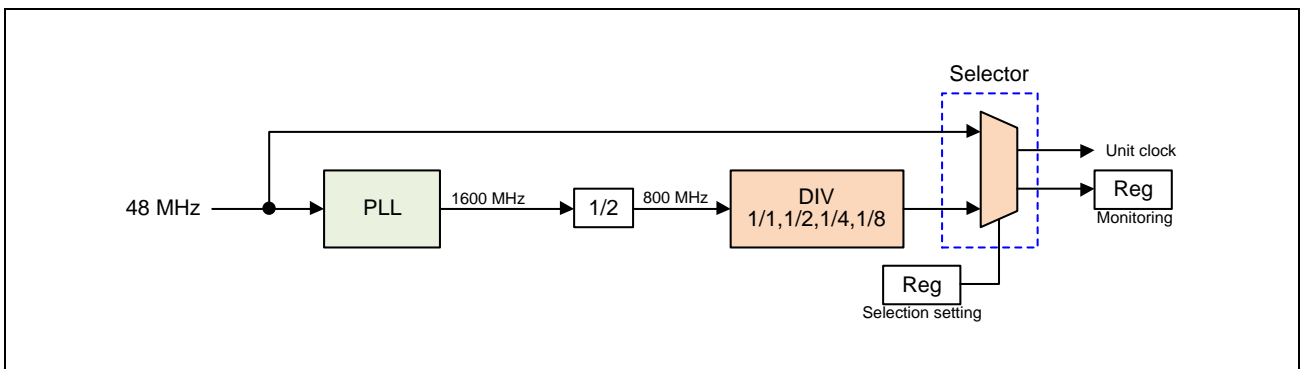 Selector
Unit clock
48 MHz
PLL
1600 MHz
1/2
800 MHz
DIV
1/1,1/2,1/4,1/8
Reg
Monitoring
Reg
Selection setting